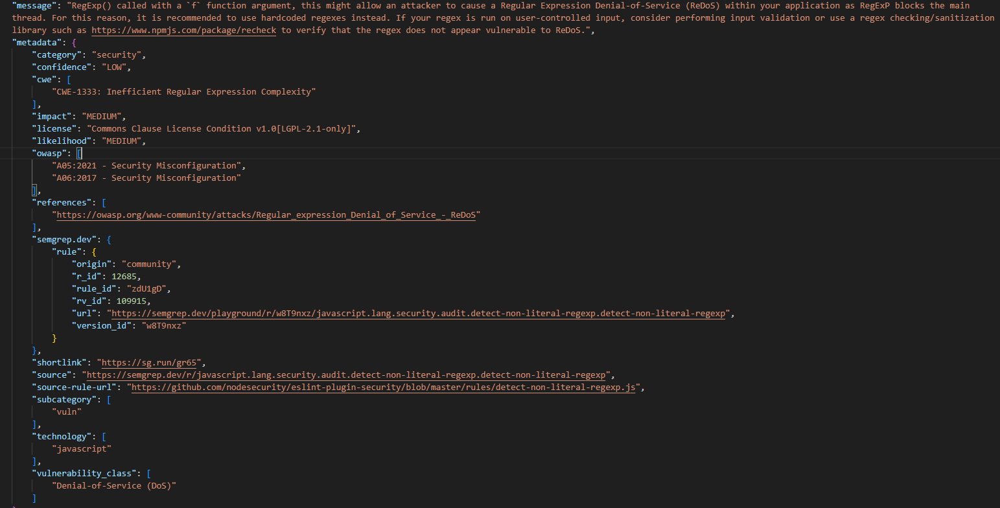 "message": "RegExp() called with a `f` function argument, this might allow an attacker to cause a Regular Expression Denial-of-Service (ReDoS) within your application as RegExP blocks the main
thread. For this reason, it is recommended to use hardcoded regexes instead. If your regex is run on user-controlled input, consider performing input validation or use a regex checking/sanitization
library such as https://www.npmjs.com/package/recheck to verify that the regex does not appear vulnerable to ReDoS.",
"metadata": {
"category": "security",
"confidence": "LOW",
"cwe": [
"CWE-1333: Inefficient Regular Expression Complexity"
],
"impact": "MEDIUM",
"license": "Commons Clause License Condition v1.0[LGPL-2.1-only]",
"likelihood": "MEDIUM",
"owasp": [
"A05:2021 - Security Misconfiguration",
"A06:2017 - Security Misconfiguration"
],
"references": [
"https://owasp.org/www-community/attacks/Regular_expression_Denial_of_Service_-_ReDoS"
],
"semgrep.dev": {
"rule": {
"origin": "community",
"r_id": 12685,
"rule_id": "zdU1gD",
"rv_id": 109915,
"url": "https://semgrep.dev/playground/r/w8T9nxz/javascript.lang.security.audit.detect-non-literal-regexp.detect-non-literal-regexp",
"version_id": "w8T9nxz"
}
},
"shortlink": "https://sg.run/gr65",
"source": "https://semgrep.dev/r/javascript.lang.security.audit.detect-non-literal-regexp.detect-non-literal-regexp",
"source-rule-url": "https://github.com/nodesecurity/eslint-plugin-security/blob/master/rules/detect-non-literal-regexp.js",
"subcategory": [
"vuln"
],
"technology": [
"javascript"
],
"vulnerability_class": [
"Denial-of-Service (DoS)"
]